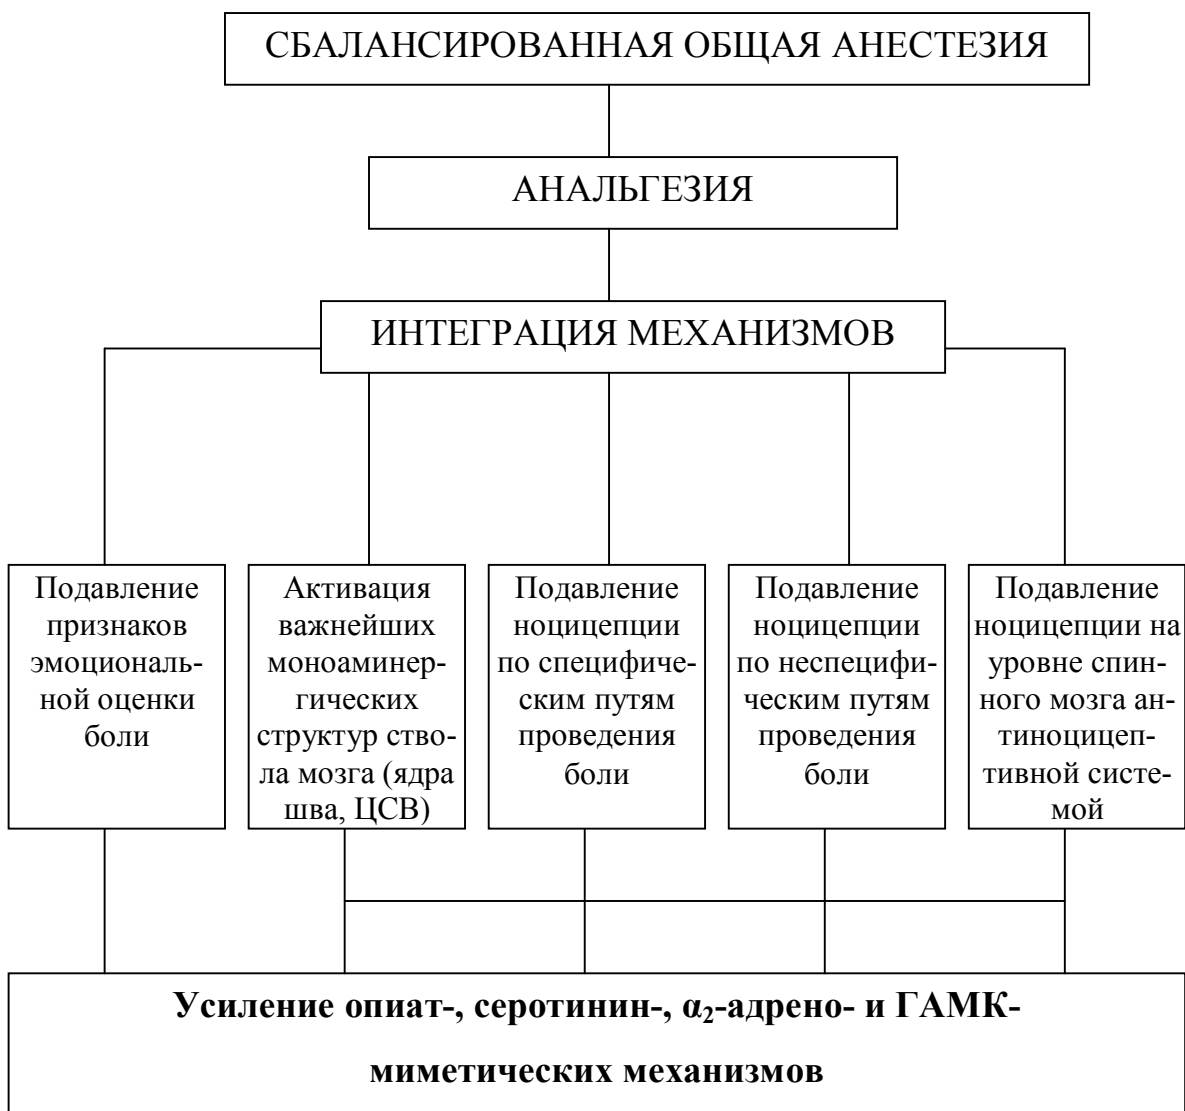 СБАЛАНСИРОВАННАЯ ОБЩАЯ АНЕСТЕЗИЯ
АНАЛЬГЕЗИЯ
ИНТЕГРАЦИЯ МЕХАНИЗМОВ
Подавление
признаков
эмоциональ-
ной оценки
боли
Активация
важнейших
моноаминер-
гических
структур ство-
ла мозга (ядра
шва, ЦСВ)
Подавление
ноцицепции
по специфиче-
ским путям
проведения
боли
Подавление
ноцицепции
по неспецифи-
ческим путям
проведения
боли
Подавление
ноцицепции на
уровне спин-
ного мозга ан-
тиноцицеп-
тивной систе-
мой
Усиление опиат-, серотинин-, α₂-адрено- и ГАМК-
миметических механизмов